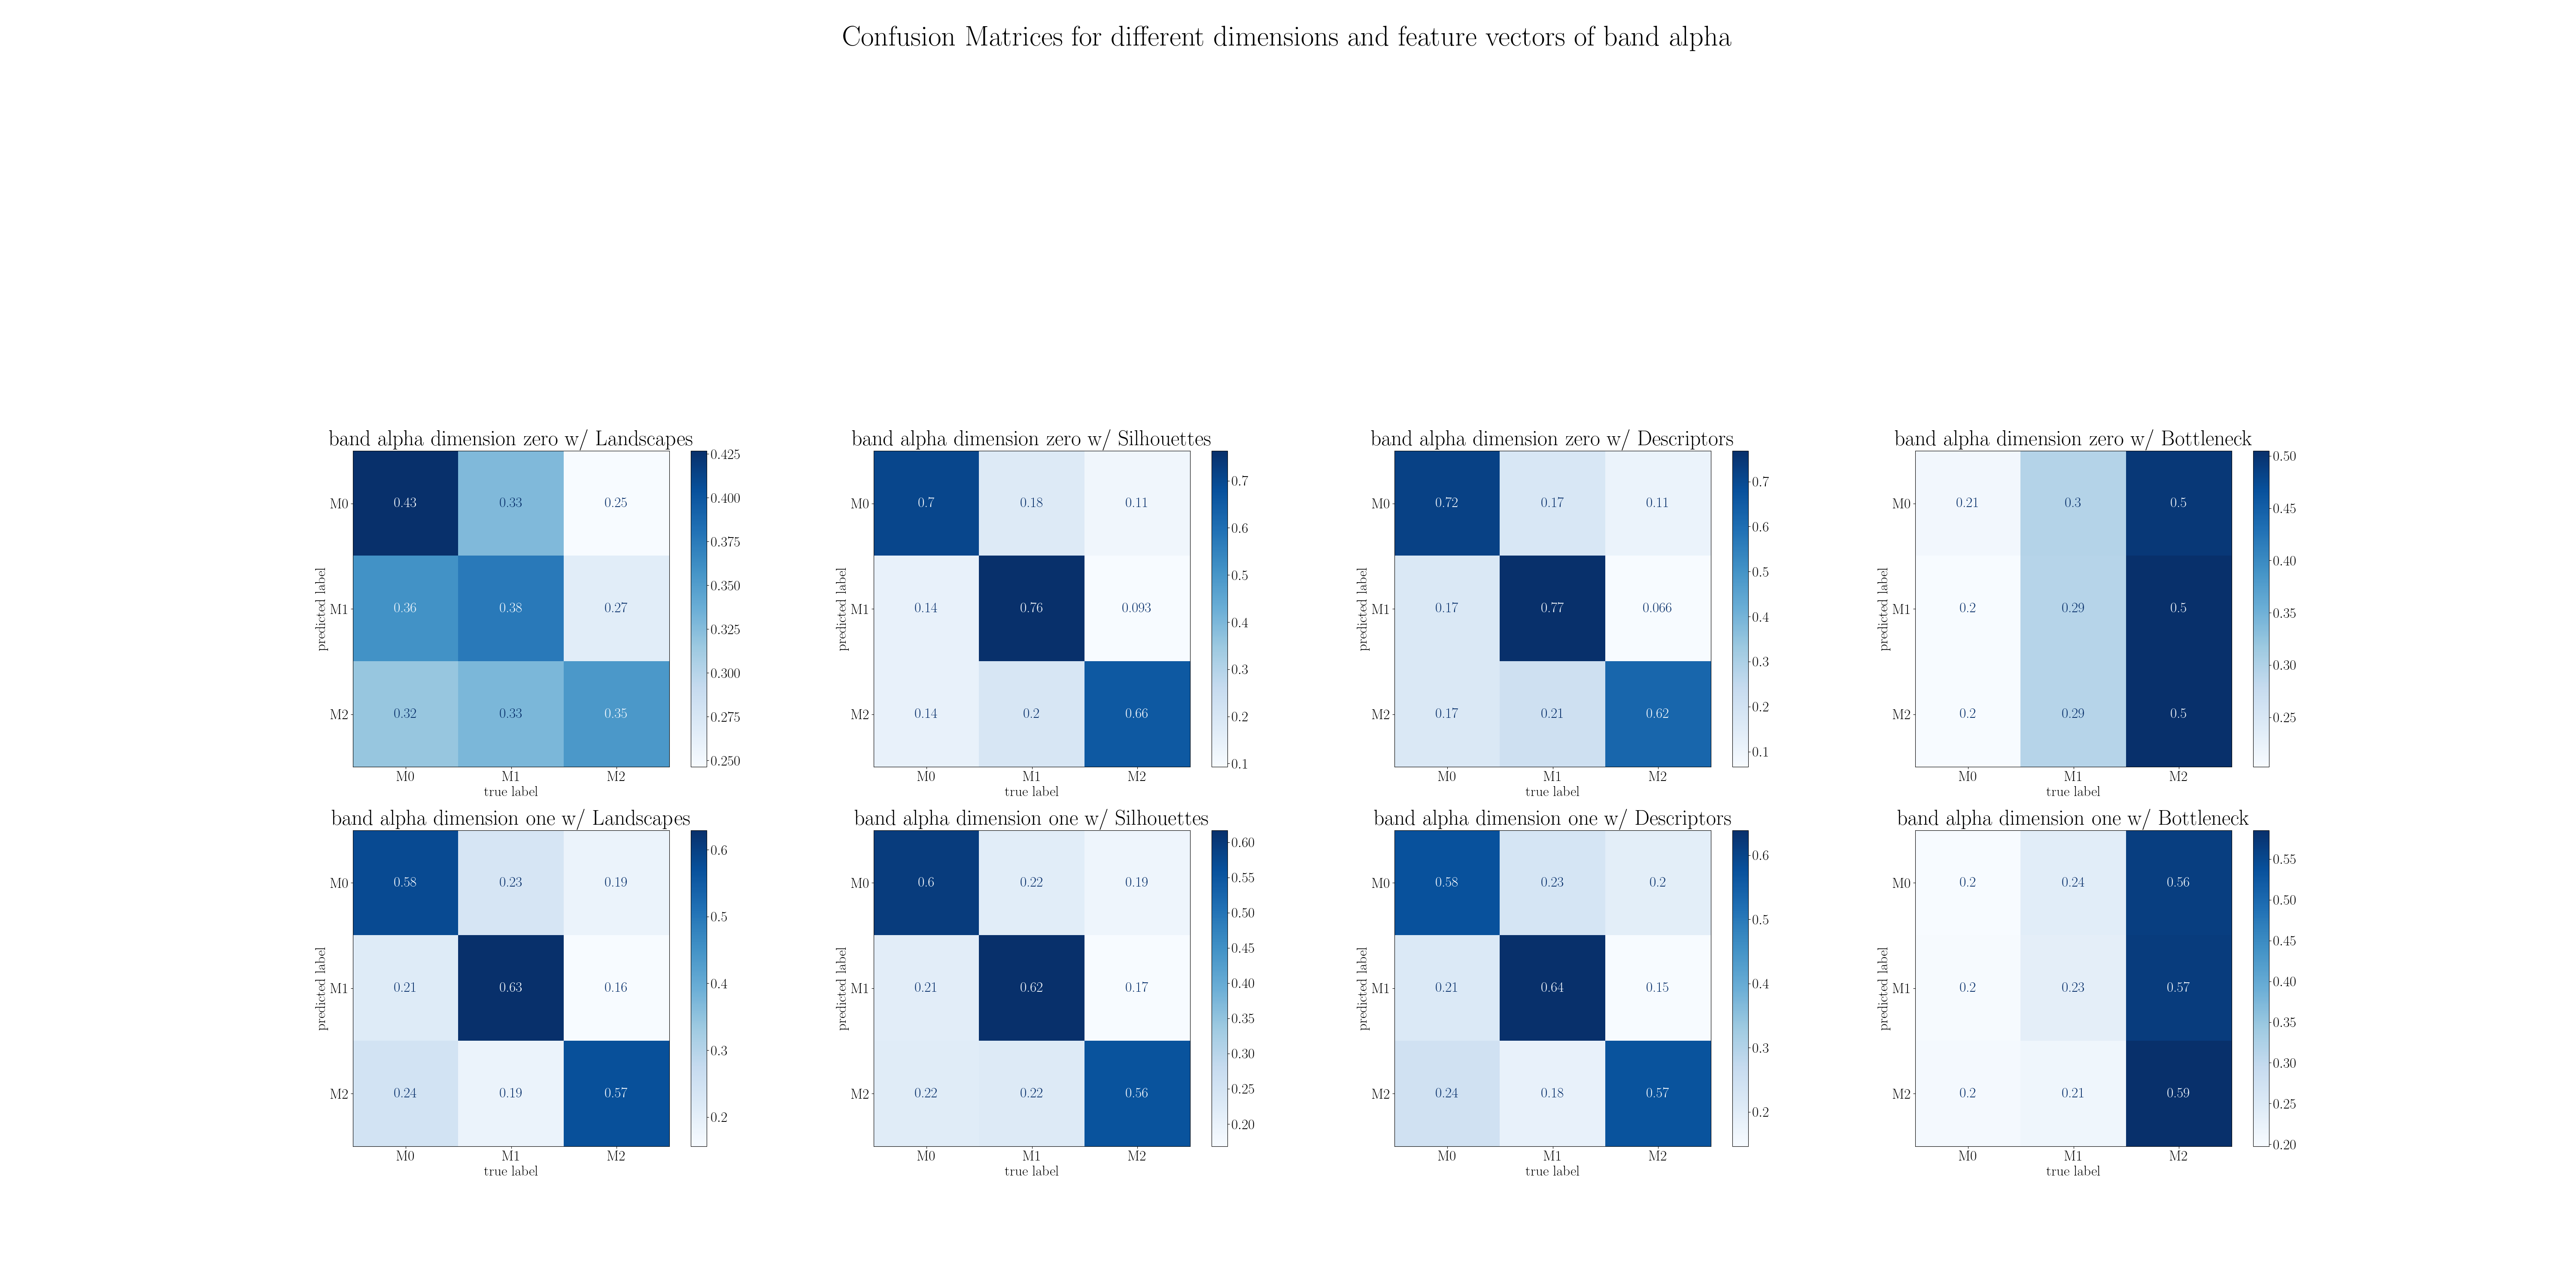 Confusion Matrices for different dimensions and feature vectors of band alpha
band alpha dimension zero w/ Landscapes
predicted label
M0 0.43 0.33 0.25
M1 0.36 0.38 0.27
M2 0.32 0.33 0.35
M0 M1 M2
true label
0.425
0.400
0.375
0.350
0.325
0.300
0.275
0.250
band alpha dimension zero w/ Silhouettes
predicted label
M0 0.7 0.18 0.11
M1 0.14 0.76 0.093
M2 0.14 0.2 0.66
M0 M1 M2
true label
0.7
0.6
0.5
0.4
0.3
0.2
0.1
band alpha dimension zero w/ Descriptors
predicted label
M0 0.72 0.17 0.11
M1 0.17 0.77 0.066
M2 0.17 0.21 0.62
M0 M1 M2
true label
0.7
0.6
0.5
0.4
0.3
0.2
0.1
band alpha dimension zero w/ Bottleneck
predicted label
M0 0.21 0.3 0.5
M1 0.2 0.29 0.5
M2 0.2 0.29 0.5
M0 M1 M2
true label
0.50
0.45
0.40
0.35
0.30
0.25
band alpha dimension one w/ Landscapes
predicted label
M0 0.58 0.23 0.19
M1 0.21 0.63 0.16
M2 0.24 0.19 0.57
M0 M1 M2
true label
0.6
0.5
0.4
0.3
0.2
band alpha dimension one w/ Silhouettes
predicted label
M0 0.6 0.22 0.19
M1 0.21 0.62 0.17
M2 0.22 0.22 0.56
M0 M1 M2
true label
0.60
0.55
0.50
0.45
0.40
0.35
0.30
0.25
0.20
band alpha dimension one w/ Descriptors
predicted label
M0 0.58 0.23 0.2
M1 0.21 0.64 0.15
M2 0.24 0.18 0.57
M0 M1 M2
true label
0.6
0.5
0.4
0.3
0.2
band alpha dimension one w/ Bottleneck
predicted label
M0 0.2 0.24 0.56
M1 0.2 0.23 0.57
M2 0.2 0.21 0.59
M0 M1 M2
true label
0.55
0.50
0.45
0.40
0.35
0.30
0.25
0.20